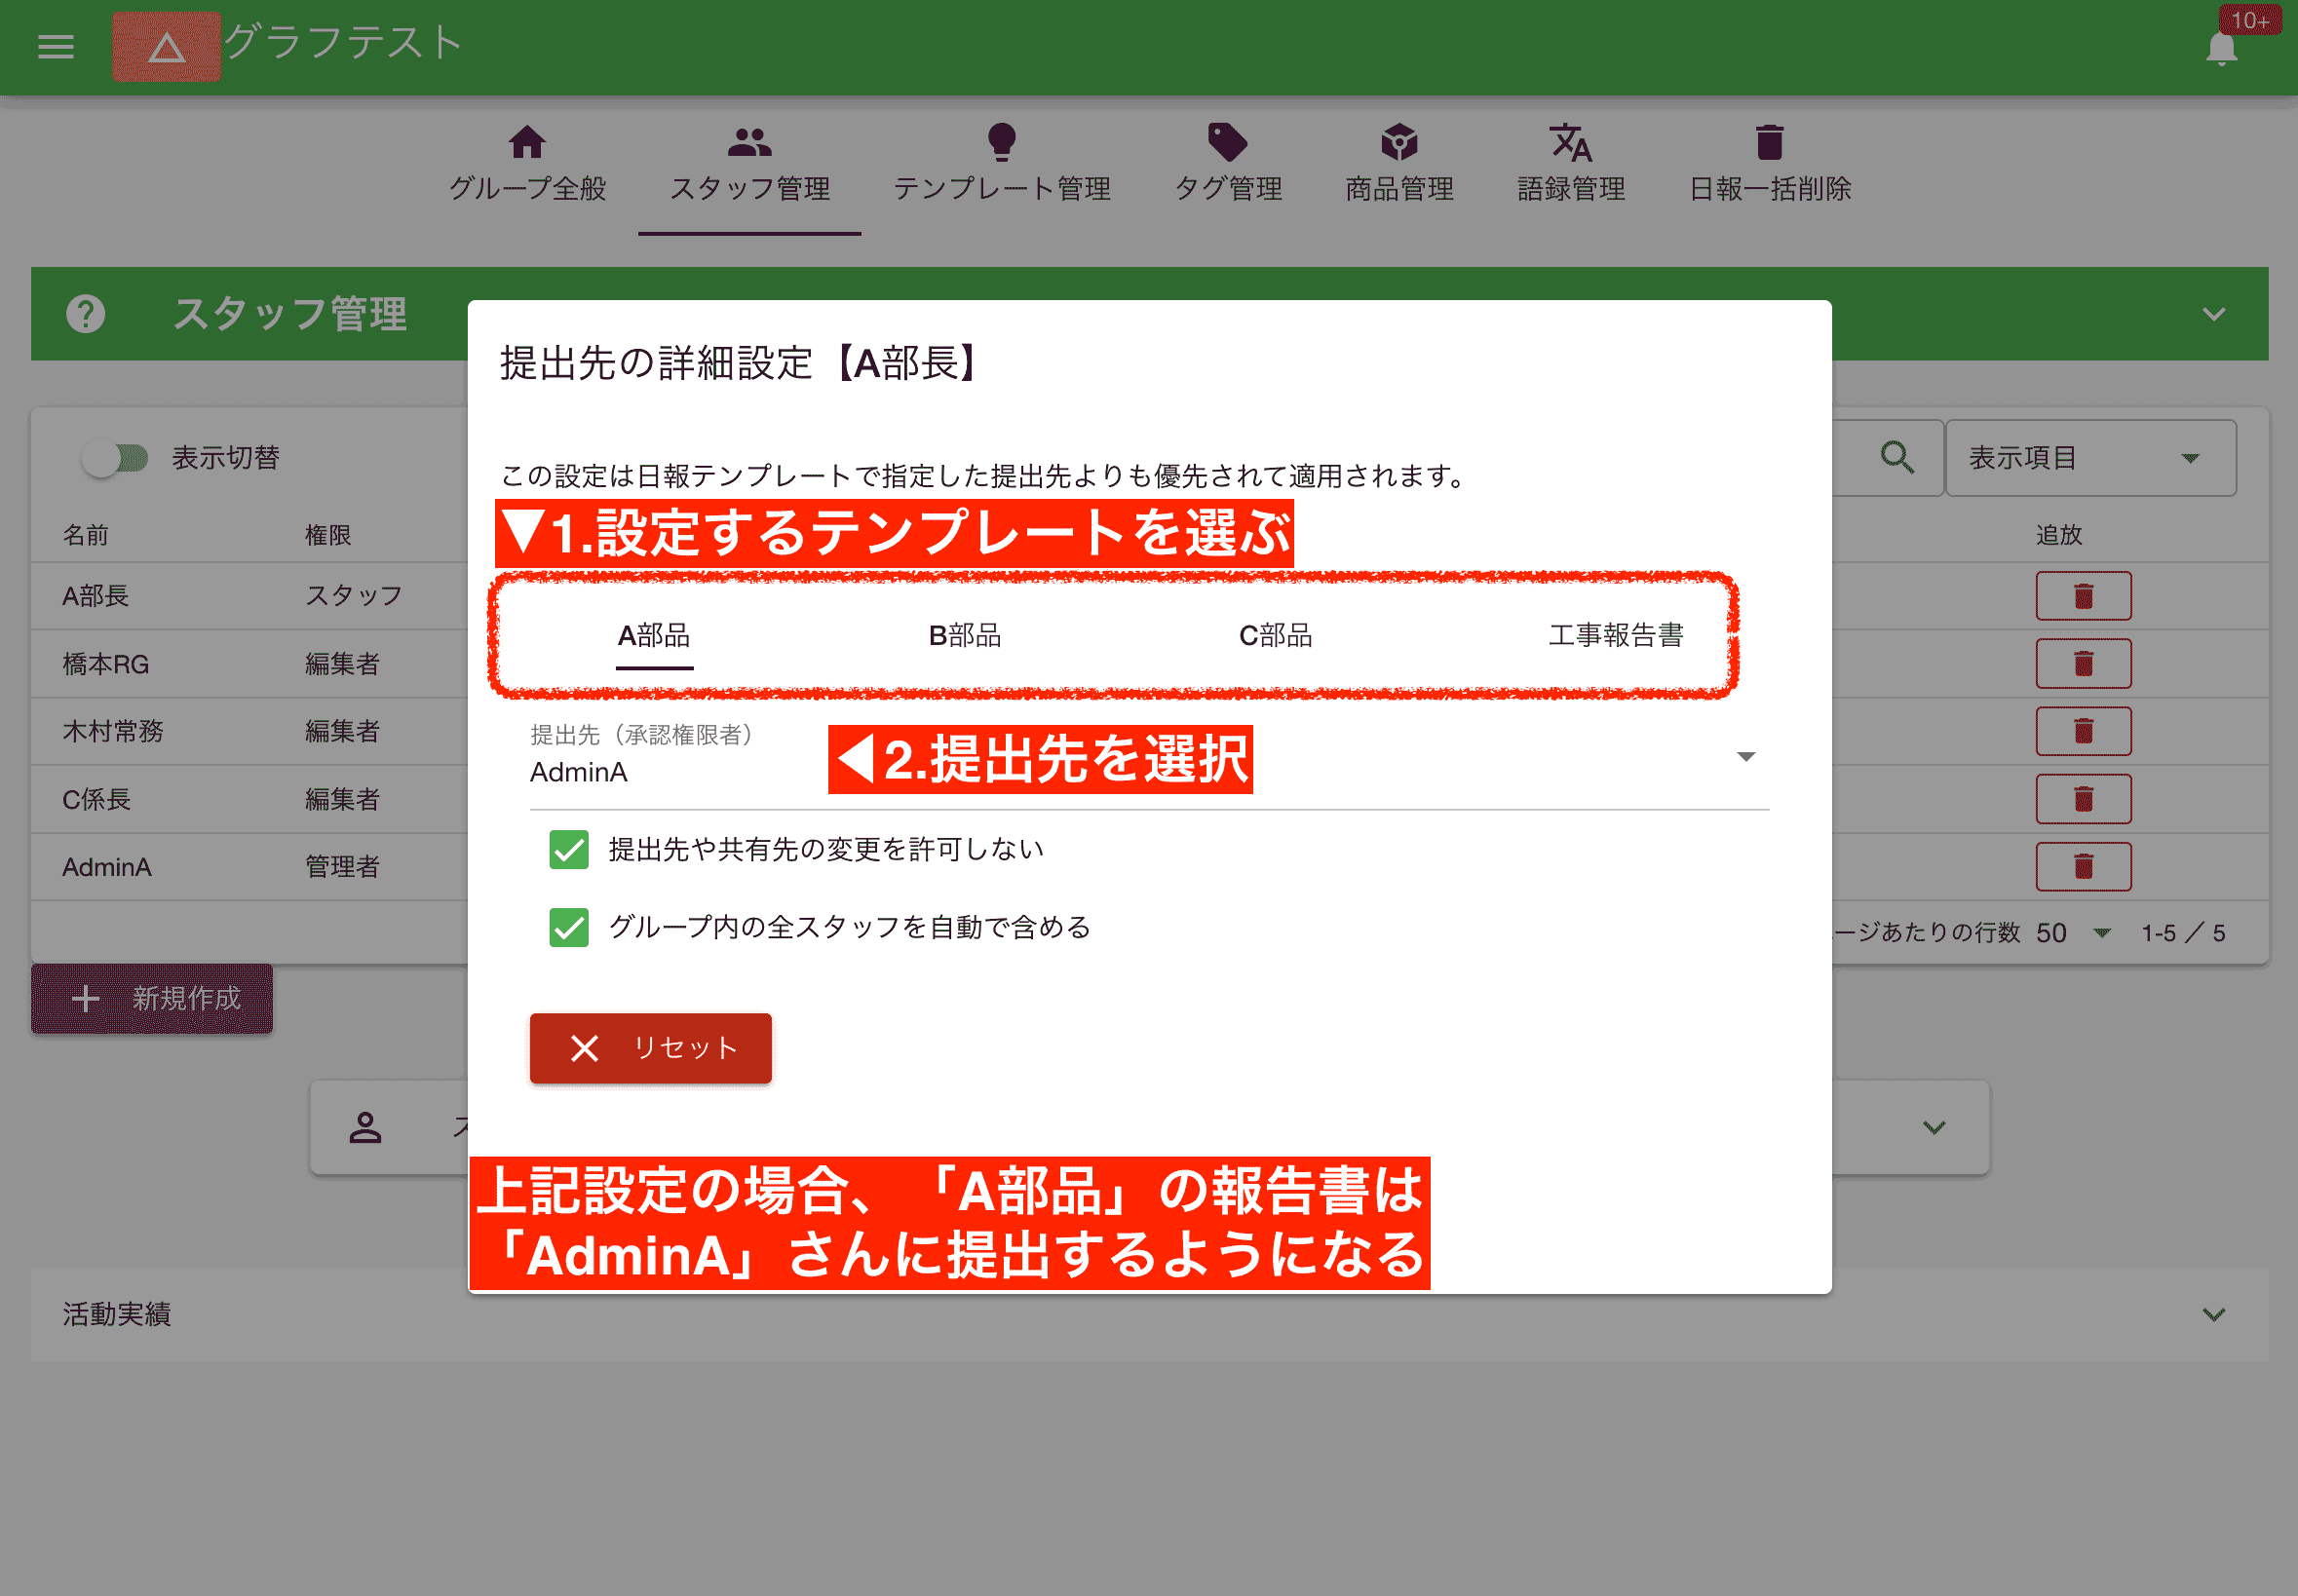 グラフテスト
10+
グループ全般
スタッフ管理
テンプレート管理
タグ管理
商品管理
語録管理
日報一括削除
スタッフ管理
提出先の詳細設定【A部長】
この設定は日報テンプレートで指定した提出先よりも優先されて適用されます。
▼1.設定するテンプレートを選ぶ
A部品
B部品
C部品
工事報告書
提出先（承認権限者）
AdminA
◀2.提出先を選択
提出先や共有先の変更を許可しない
グループ内の全スタッフを自動で含める
リセット
上記設定の場合、「A部品」の報告書は
「AdminA」さんに提出するようになる
表示切替
表示項目
名前 権限 追放
A部長 スタッフ
橋本RG 編集者
木村常務 編集者
C係長 編集者
AdminA 管理者
ージあたりの行数 50 1-5 ／ 5
新規作成
活動実績